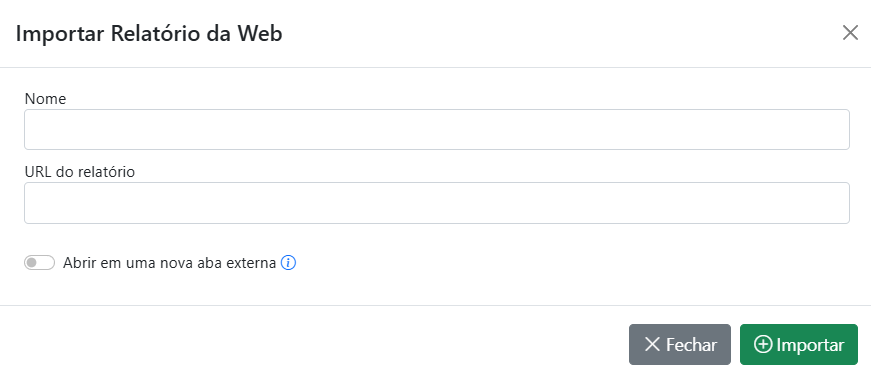 Importar Relatório da Web
Nome
URL do relatório
Abrir em uma nova aba externa
Fechar
Importar